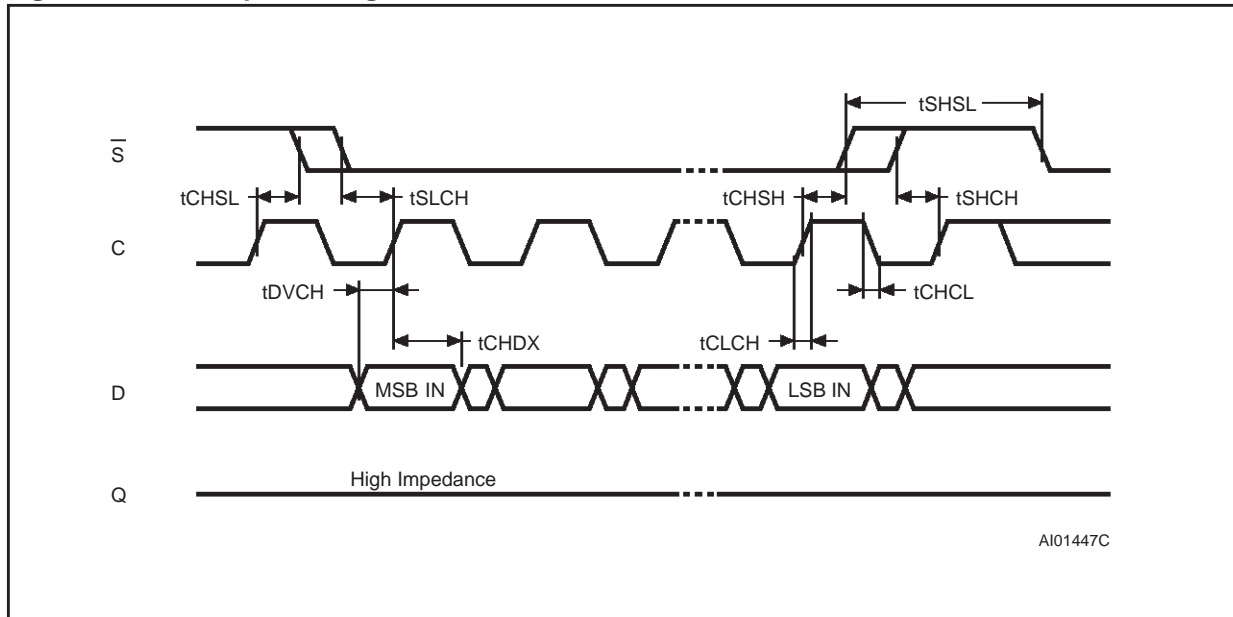 tSHSL
S
tCHSL
tSLCH
tCHSH
tSHCH
C
tDVCH
tCHCL
tCHDX
tCLCH
D
MSB IN
LSB IN
High Impedance
Q
AI01447C